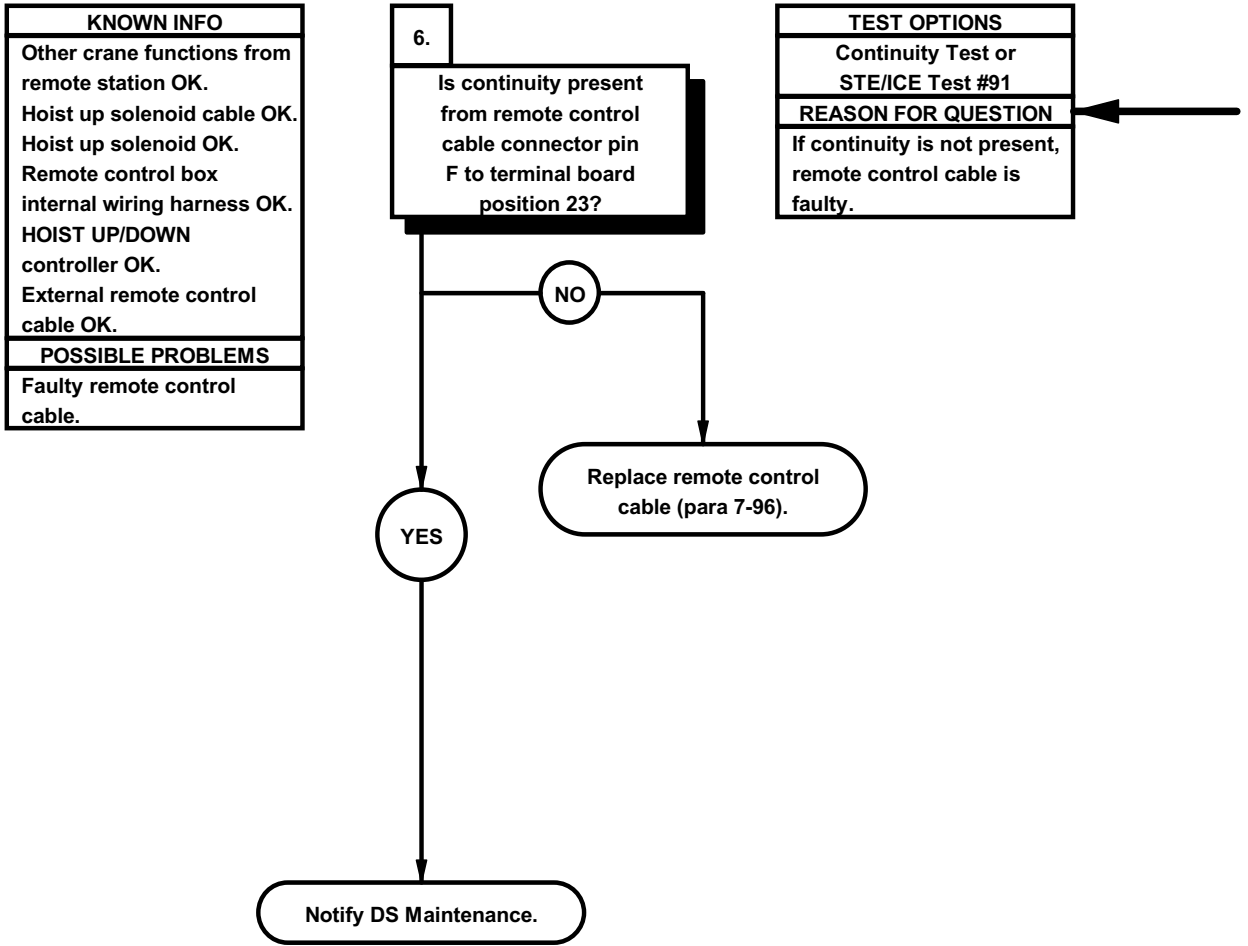 KNOWN INFO
Other crane functions from
remote station OK.
Hoist up solenoid cable OK.
Hoist up solenoid OK.
Remote control box
internal wiring harness OK.
HOIST UP/DOWN
controller OK.
External remote control
cable OK.
POSSIBLE PROBLEMS
Faulty remote control
cable.
6.
Is continuity present
from remote control
cable connector pin
F to terminal board
position 23?
TEST OPTIONS
Continuity Test or
STE/ICE Test #91
REASON FOR QUESTION
If continuity is not present,
remote control cable is
faulty.
NO
Replace remote control
cable (para 7-96).
YES
Notify DS Maintenance.